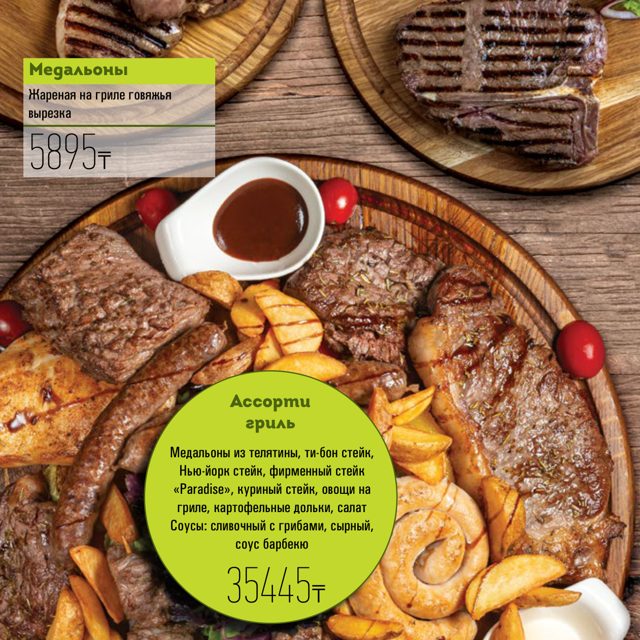 Медальоны
Жареная на гриле говяжья
вырезка
5895₸
Ассорти
гриль
Медальоны из телятины, ти-бон стейк,
Нью-йорк стейк, фирменный стейк
«Paradise», куриный стейк, овощи на
гриле, картофельные дольки, салат
Соусы: сливочный с грибами, сырный,
соус барбекю
35445₸